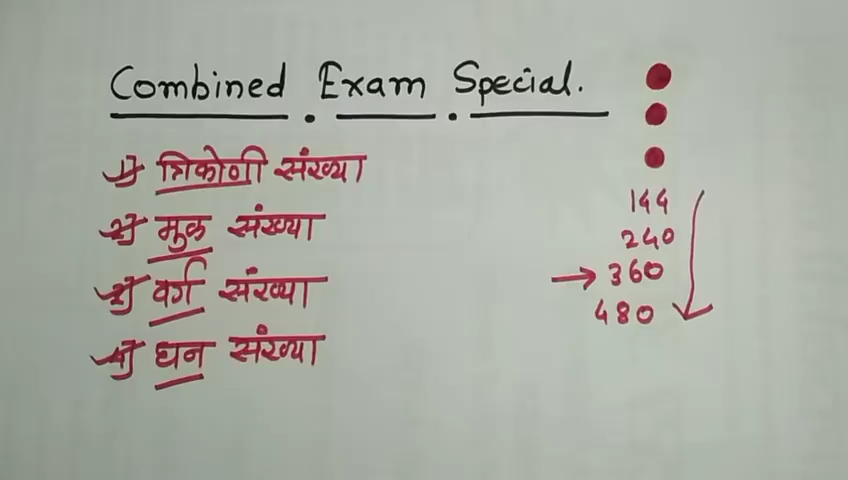 Combined Exam Special.
1) त्रिकोणी संख्या
2) मुळ संख्या
3) वर्ग संख्या
4) घन संख्या
144
240
→ 360
480